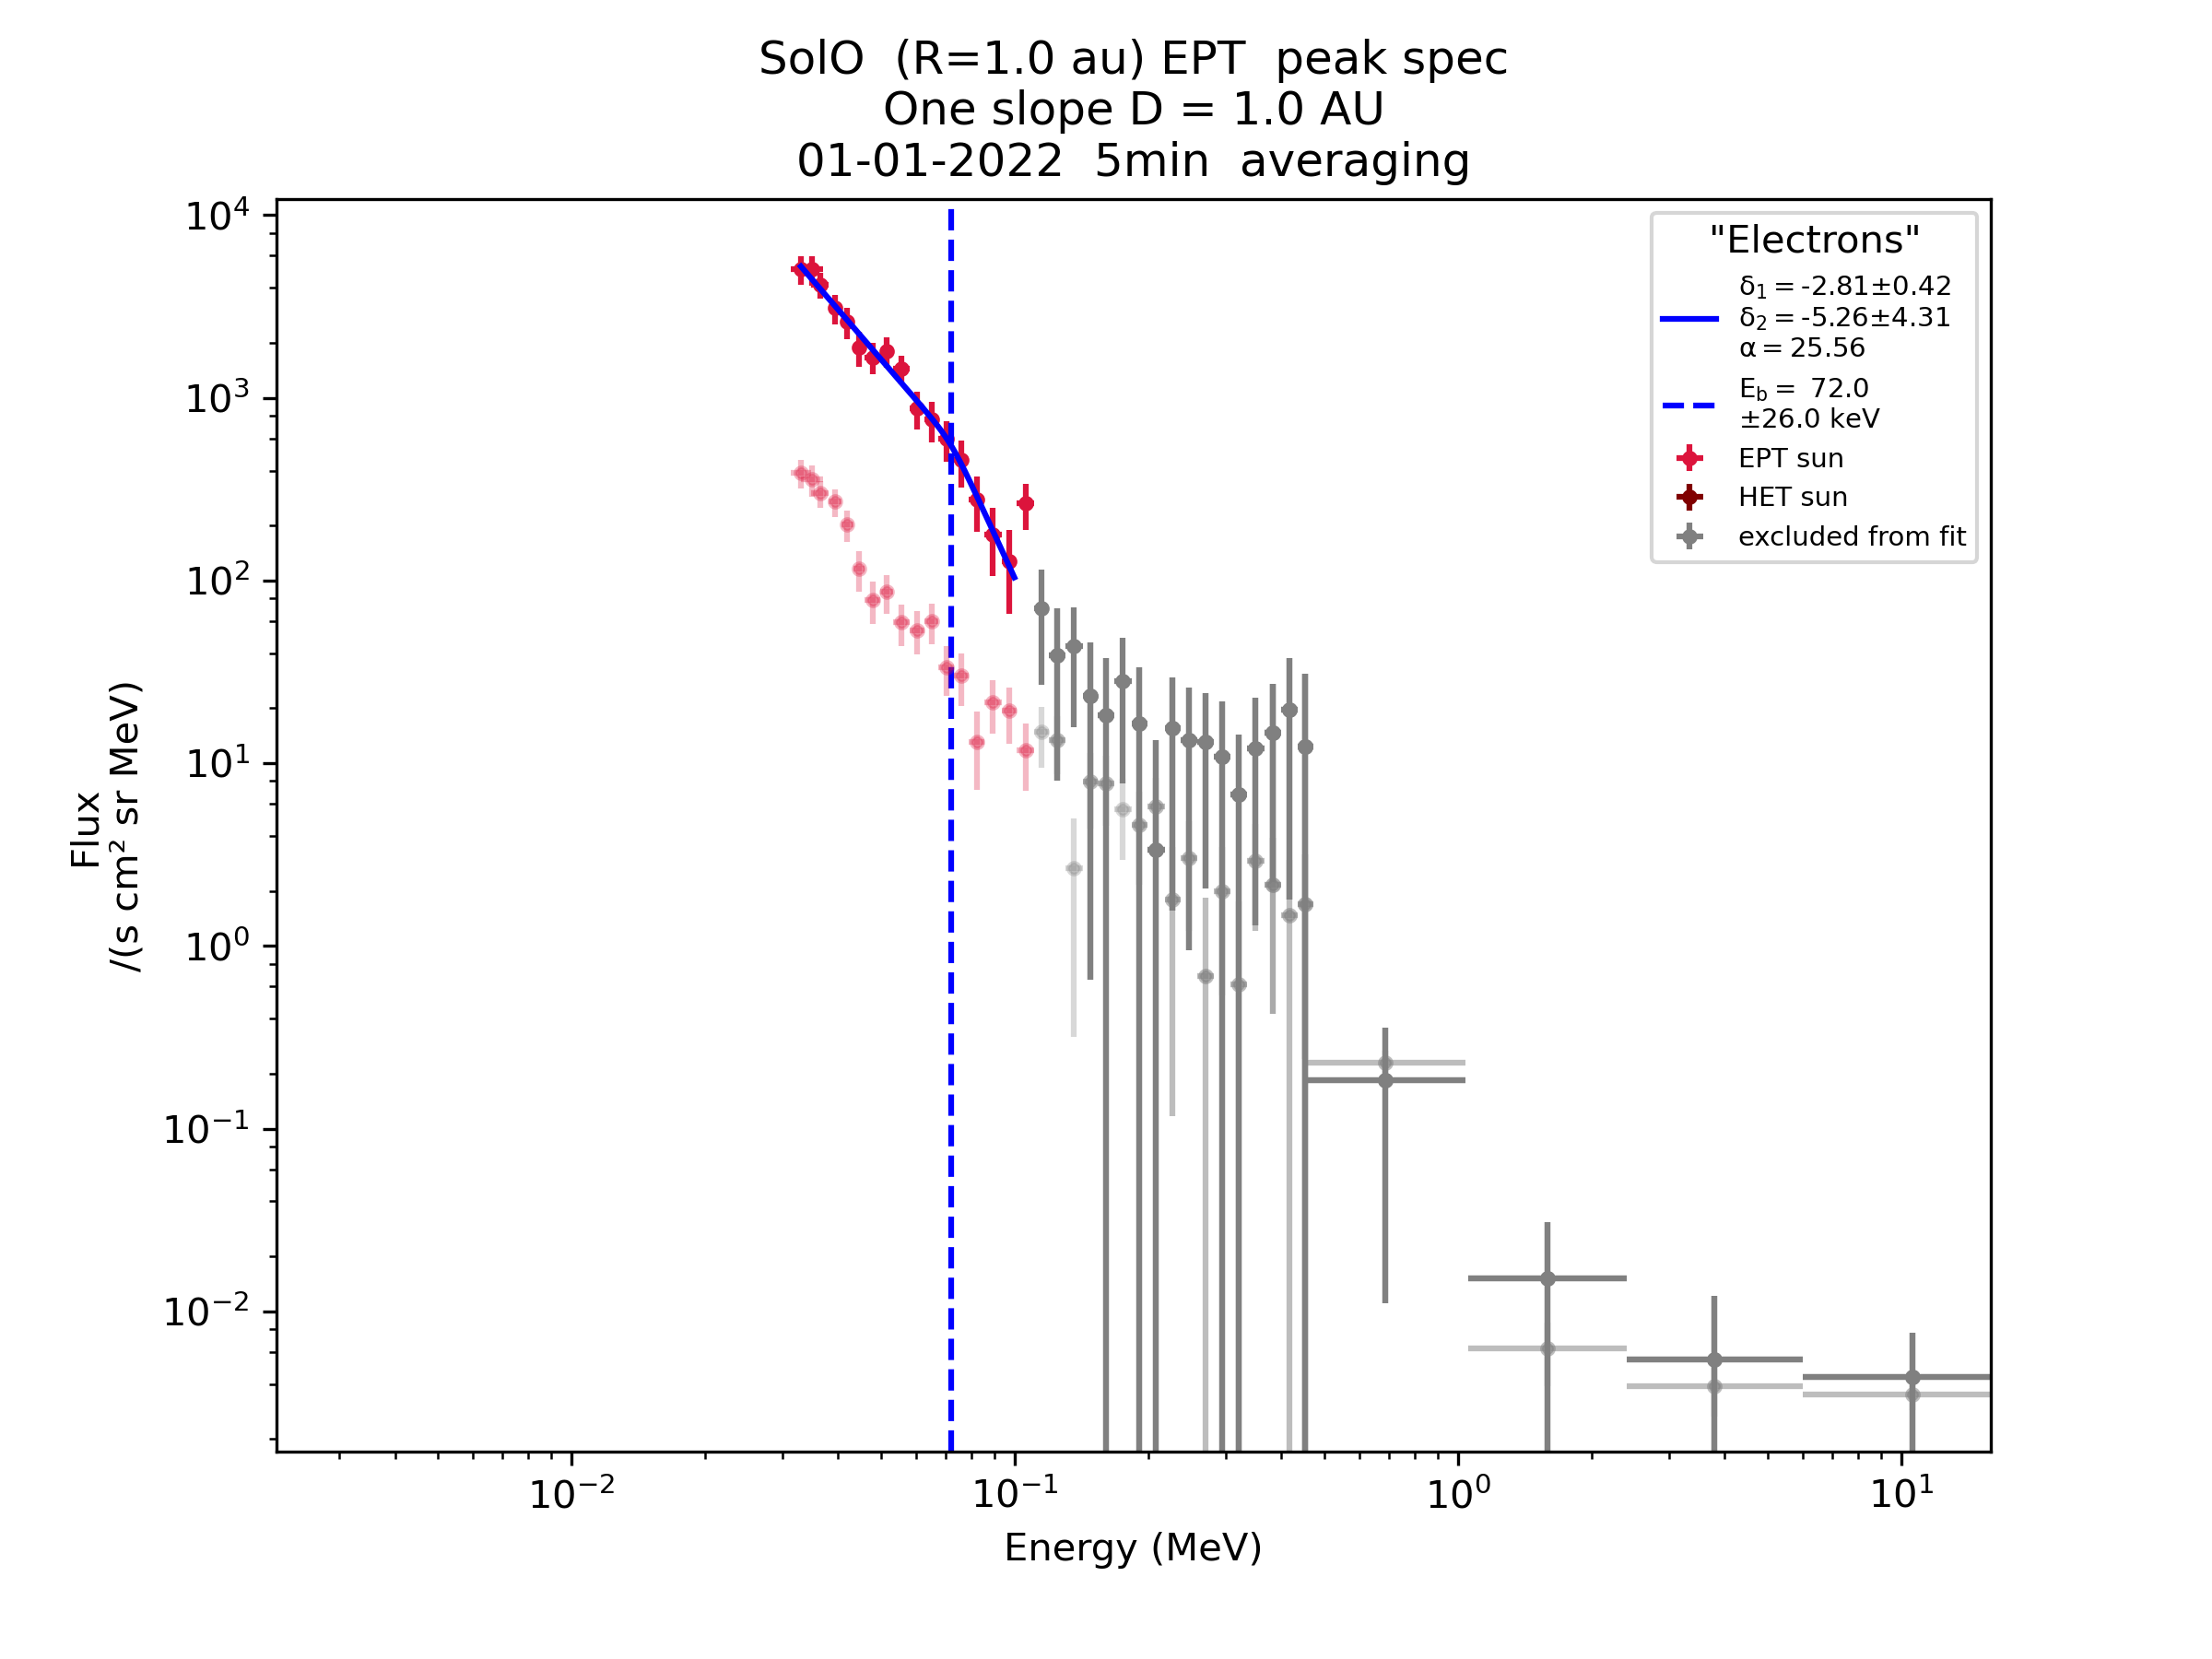 SolO  (R=1.0 au) EPT  peak spec
One slope D = 1.0 AU
01-01-2022  5min  averaging
"Electrons"
δ₁ = -2.81±0.42
δ₂ = -5.26±4.31
α = 25.56
E_b = 72.0
±26.0 keV
EPT sun
HET sun
excluded from fit
10⁴
10³
10²
10¹
10⁰
10⁻¹
10⁻²
Flux
/(s cm² sr MeV)
10⁻² 10⁻¹ 10⁰ 10¹
Energy (MeV)